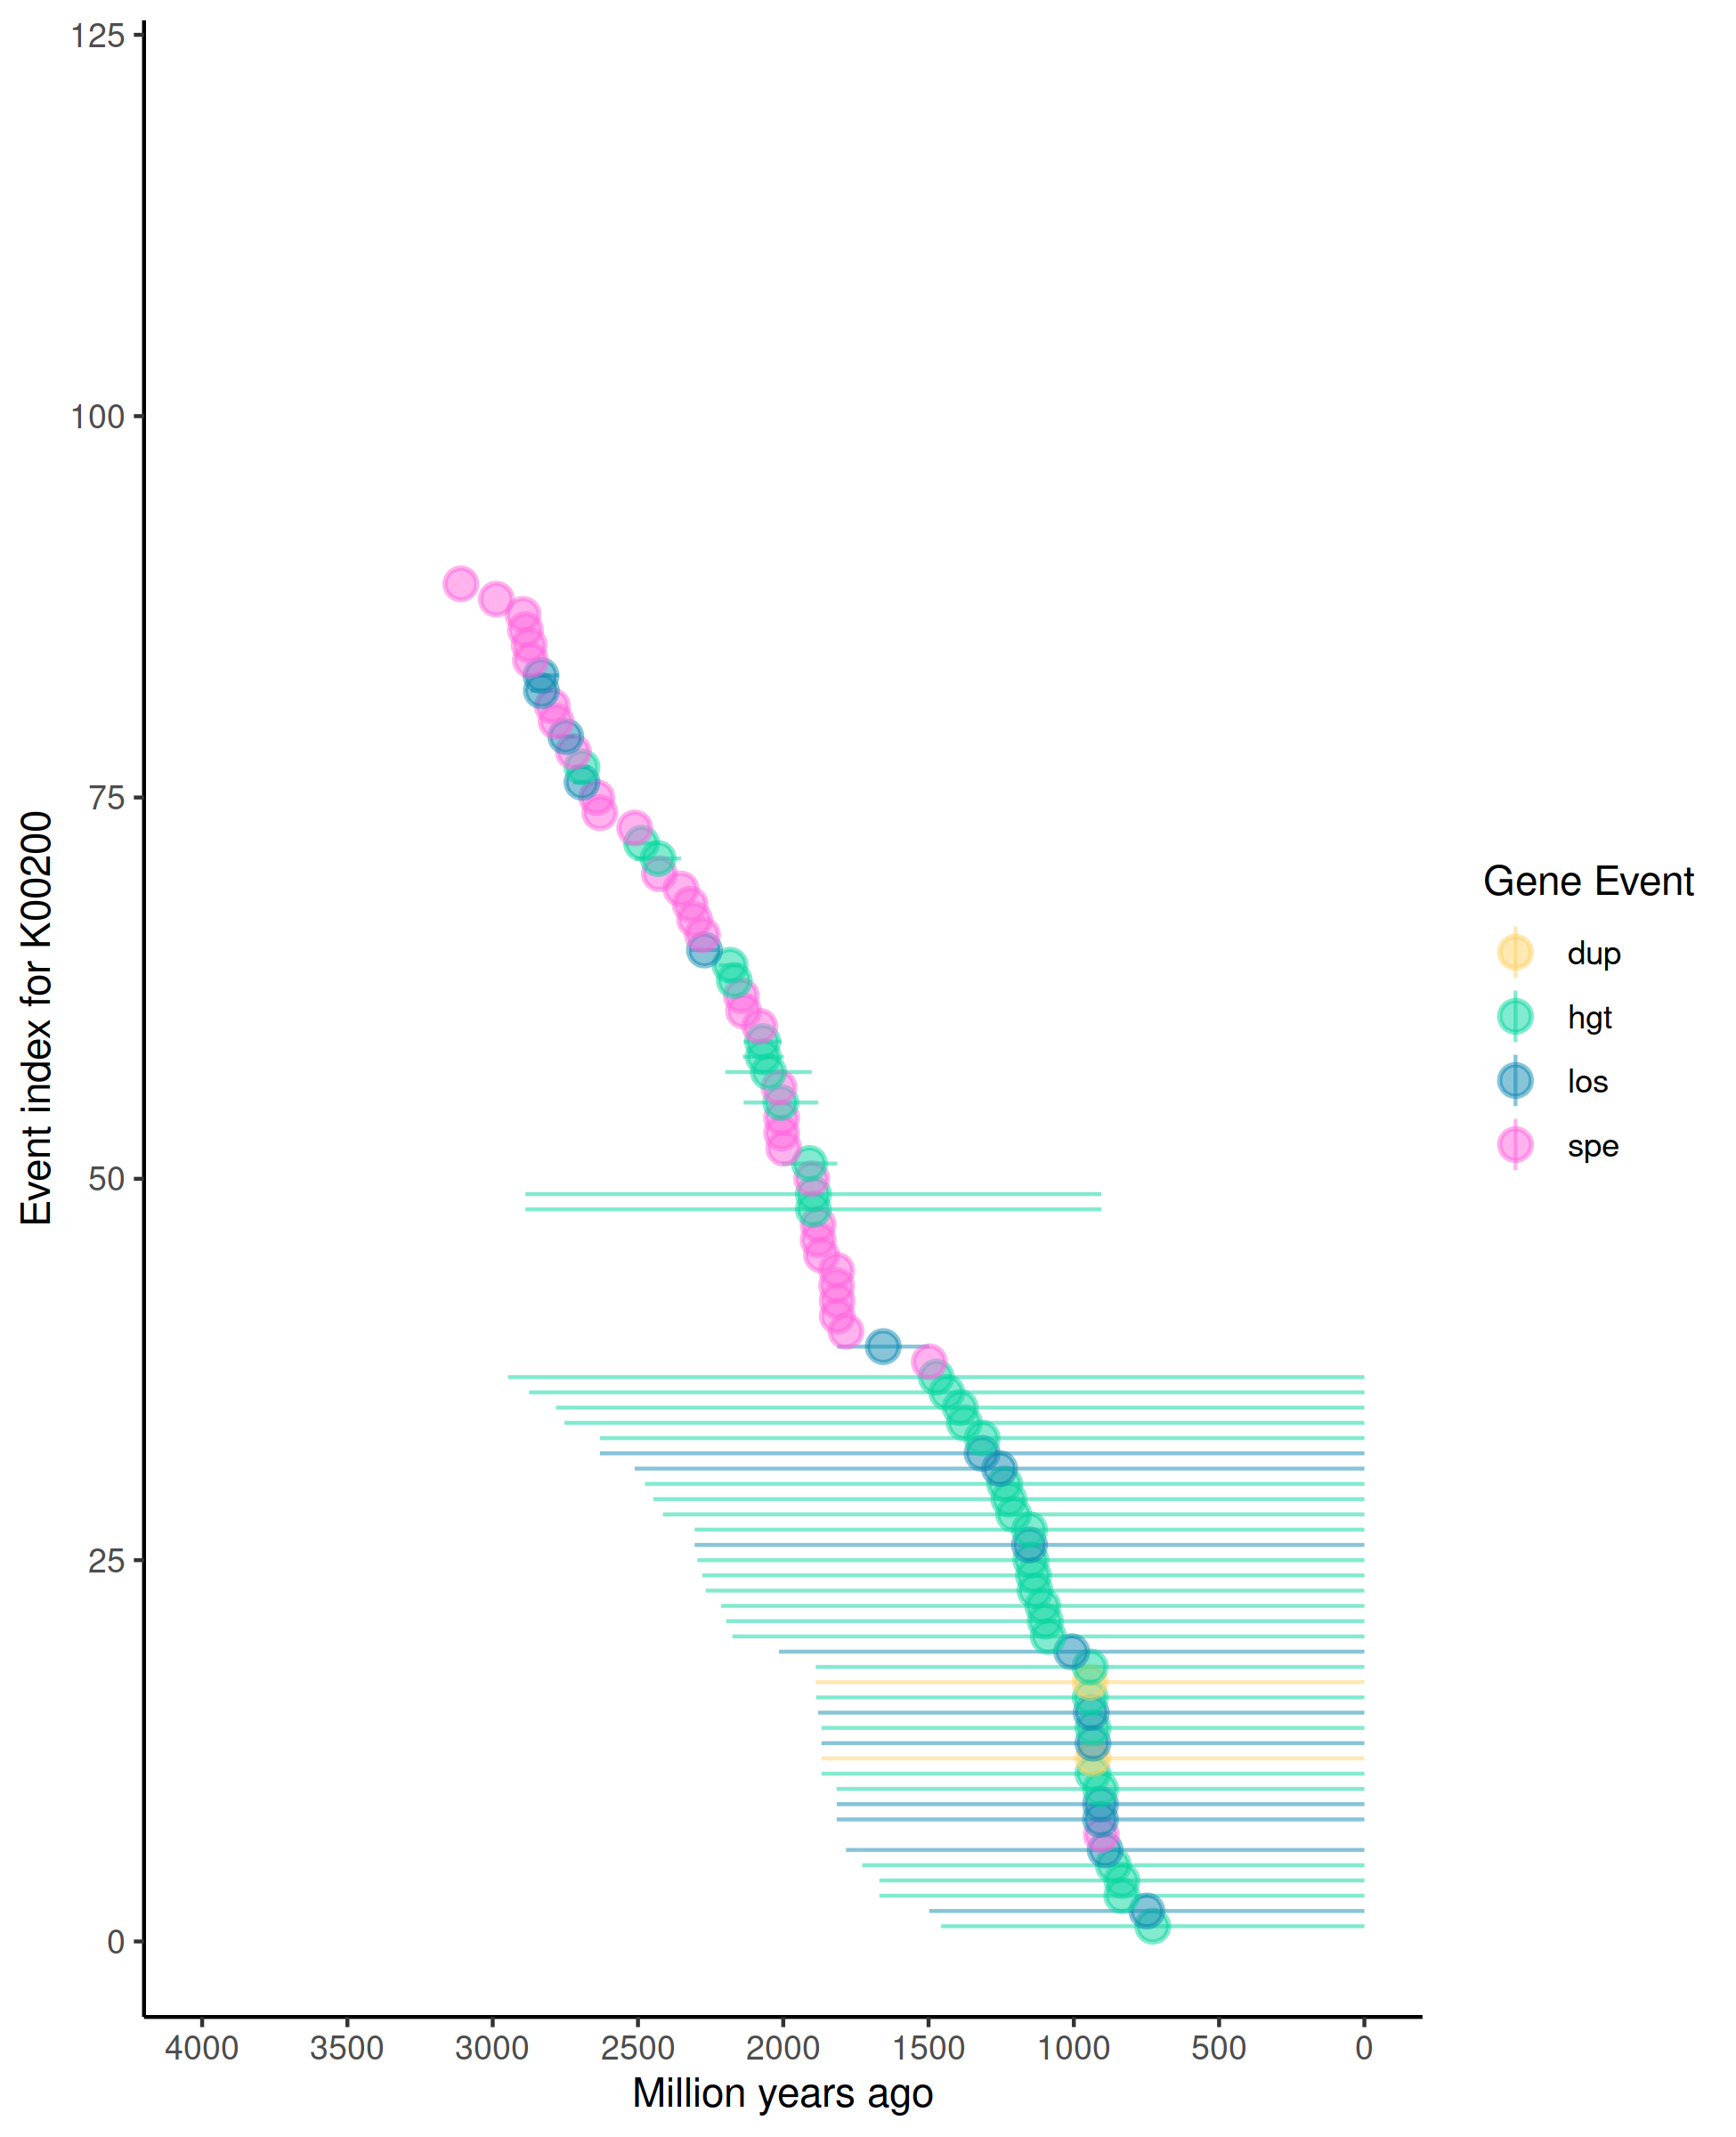 125
100
75
50
25
0
Event index for K00200
4000 3500 3000 2500 2000 1500 1000 500 0
Million years ago
Gene Event
dup
hgt
los
spe